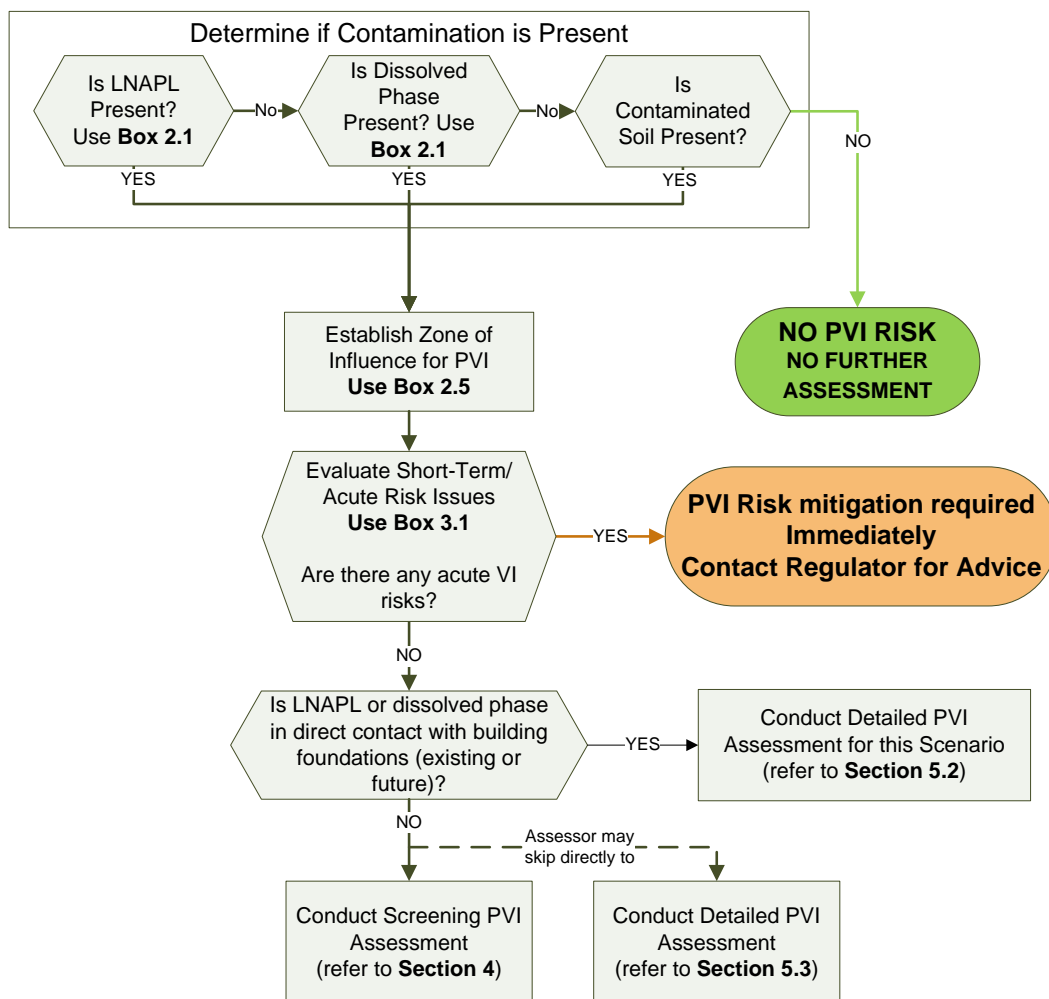 Determine if Contamination is Present
Is LNAPL
Present?
Use Box 2.1
No
Is Dissolved
Phase
Present? Use
Box 2.1
No
Is
Contaminated
Soil Present?
NO
YES
YES
YES
Establish Zone of
Influence for PVI
Use Box 2.5
NO PVI RISK
NO FURTHER
ASSESSMENT
Evaluate Short-Term/
Acute Risk Issues
Use Box 3.1
Are there any acute VI
risks?
YES
PVI Risk mitigation required
Immediately
Contact Regulator for Advice
NO
Is LNAPL or dissolved phase
in direct contact with building
foundations (existing or
future)?
YES
Conduct Detailed PVI
Assessment for this Scenario
(refer to Section 5.2)
NO
Assessor may
skip directly to
Conduct Screening PVI
Assessment
(refer to Section 4)
Conduct Detailed PVI
Assessment
(refer to Section 5.3)